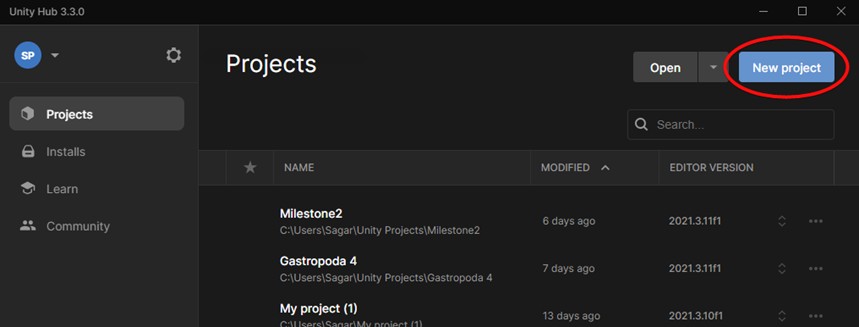 Unity Hub 3.3.0
SP
Projects
Open
New project
Projects
Installs
Learn
Community
Search...
NAME MODIFIED EDITOR VERSION
Milestone2
C:\Users\Sagar\Unity Projects\Milestone2
6 days ago 2021.3.11f1
Gastropoda 4
C:\Users\Sagar\Unity Projects\Gastropoda 4
7 days ago 2021.3.11f1
My project (1)
C:\Users\Sagar\My project (1)
13 days ago 2021.3.10f1